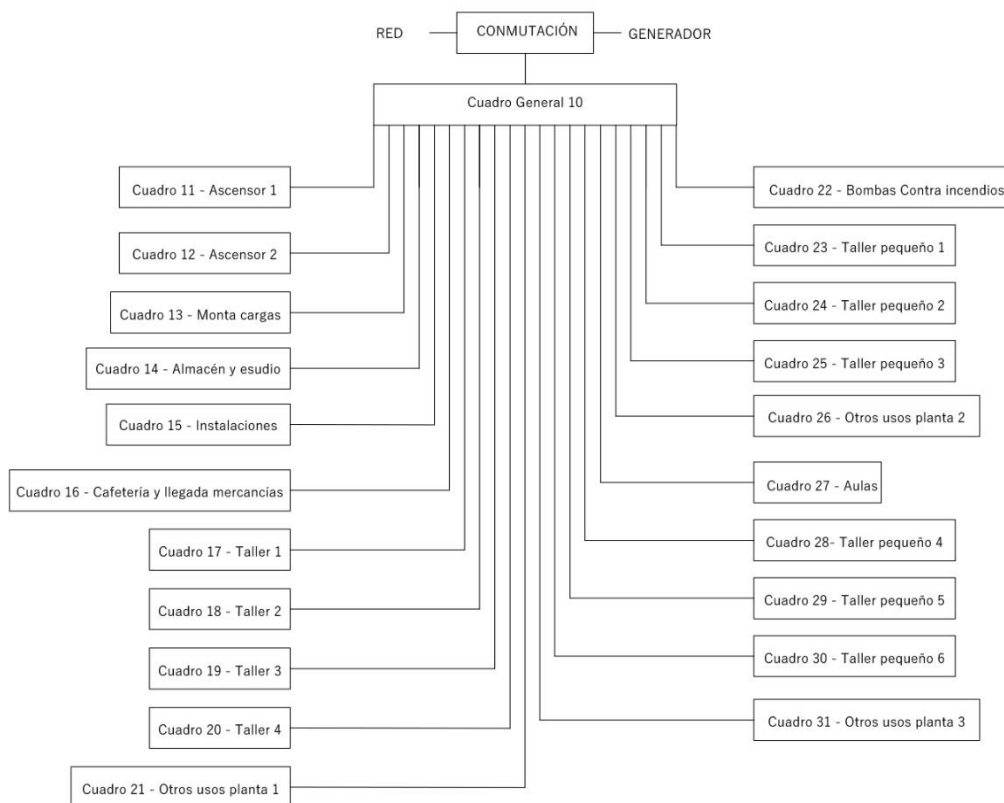 RED
CONMUTACIÓN
GENERADOR
Cuadro General 10
Cuadro 11 - Ascensor 1
Cuadro 12 - Ascensor 2
Cuadro 13 - Monta cargas
Cuadro 14 - Almacén y esudio
Cuadro 15 - Instalaciones
Cuadro 16 - Cafetería y llegada mercancías
Cuadro 17 - Taller 1
Cuadro 18 - Taller 2
Cuadro 19 - Taller 3
Cuadro 20 - Taller 4
Cuadro 21 - Otros usos planta 1
Cuadro 22 - Bombas Contra incendios
Cuadro 23 - Taller pequeño 1
Cuadro 24 - Taller pequeño 2
Cuadro 25 - Taller pequeño 3
Cuadro 26 - Otros usos planta 2
Cuadro 27 - Aulas
Cuadro 28- Taller pequeño 4
Cuadro 29 - Taller pequeño 5
Cuadro 30 - Taller pequeño 6
Cuadro 31 - Otros usos planta 3